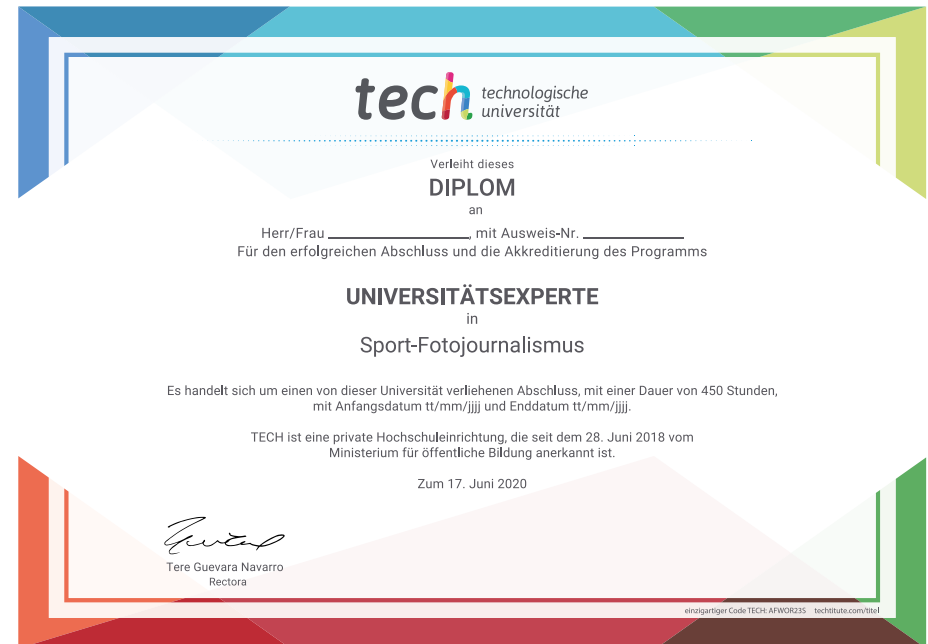 tech technologische
universität
Verleiht dieses
DIPLOM
an
Herr/Frau ____________, mit Ausweis-Nr. ____________
Für den erfolgreichen Abschluss und die Akkreditierung des Programms
UNIVERSITÄTSEXPERTE
in
Sport-Fotojournalismus
Es handelt sich um einen von dieser Universität verliehenen Abschluss, mit einer Dauer von 450 Stunden,
mit Anfangsdatum tt/mm/jjjj und Enddatum tt/mm/jjjj.
TECH ist eine private Hochschuleinrichtung, die seit dem 28. Juni 2018 vom
Ministerium für öffentliche Bildung anerkannt ist.
Zum 17. Juni 2020
Tere Guevara Navarro
Rectora
einzigartiger Code TECH: AFWOR23S techtitute.com/titel